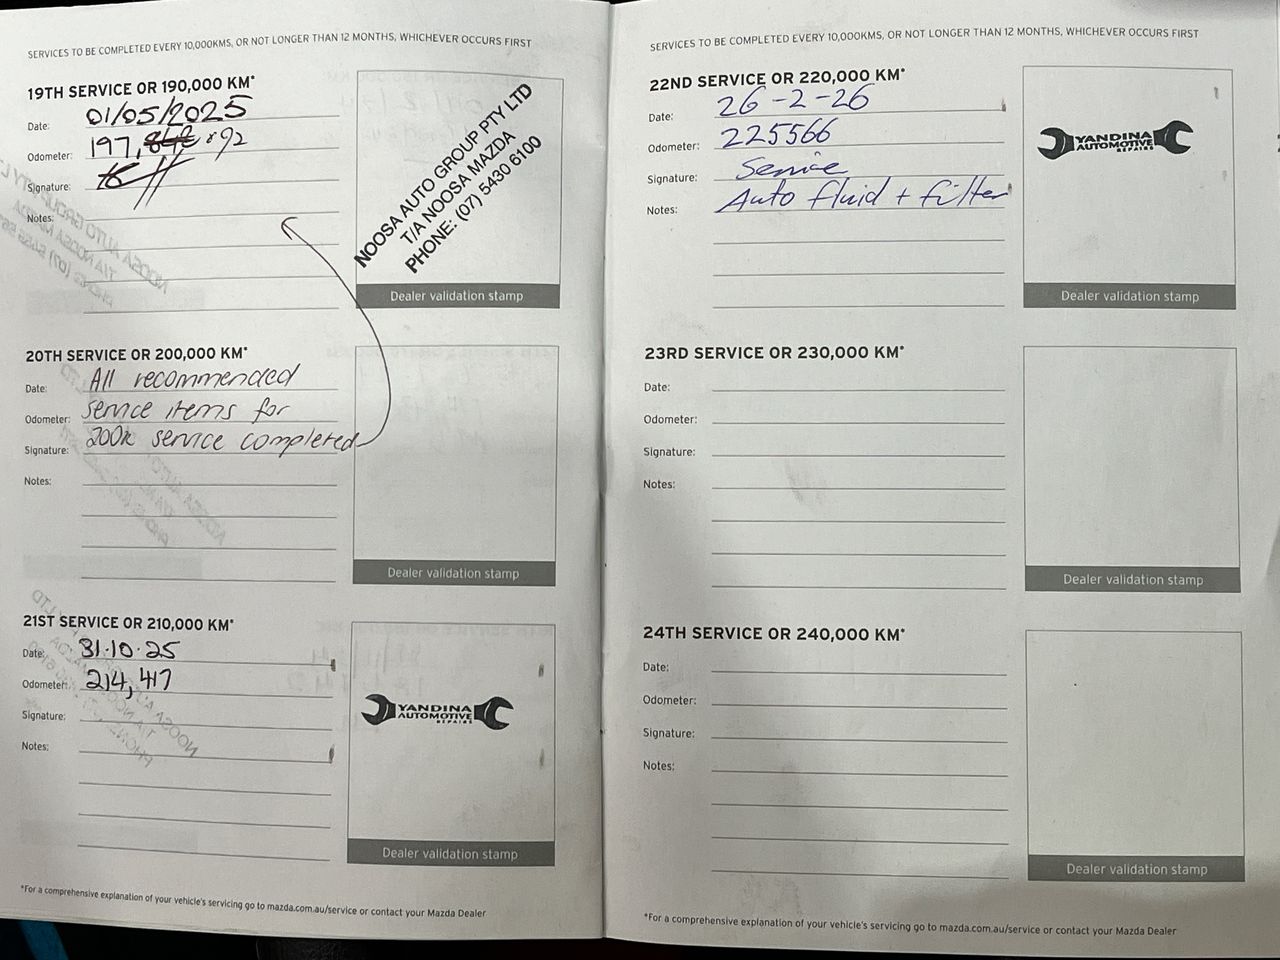 SERVICES TO BE COMPLETED EVERY 10,000KMS, OR NOT LONGER THAN 12 MONTHS, WHICHEVER OCCURS FIRST
19TH SERVICE OR 190,000 KM*
Date: 01/05/2025
Odometer: 197,
Signature:
Notes:
NOOSA AUTO GROUP PTY LTD
T/A NOOSA MAZDA
PHONE: (07) 5430 6100
Dealer validation stamp
20TH SERVICE OR 200,000 KM*
Date: All recommended
Odometer: service items for
Signature: 200k service completed
Notes:
Dealer validation stamp
21ST SERVICE OR 210,000 KM*
Date: 31.10.25
Odometer: 214,417
Signature:
Notes:
YANDINA
AUTOMOTIVE
REPAIRS
Dealer validation stamp
*For a comprehensive explanation of your vehicle's servicing go to mazda.com.au/service or contact your Mazda Dealer
SERVICES TO BE COMPLETED EVERY 10,000KMS, OR NOT LONGER THAN 12 MONTHS, WHICHEVER OCCURS FIRST
22ND SERVICE OR 220,000 KM*
Date: 26-2-26
Odometer: 225566
Signature: Service
Notes: Auto fluid + filter
YANDINA
AUTOMOTIVE
REPAIRS
Dealer validation stamp
23RD SERVICE OR 230,000 KM*
Date:
Odometer:
Signature:
Notes:
Dealer validation stamp
24TH SERVICE OR 240,000 KM*
Date:
Odometer:
Signature:
Notes:
Dealer validation stamp
*For a comprehensive explanation of your vehicle's servicing go to mazda.com.au/service or contact your Mazda Dealer